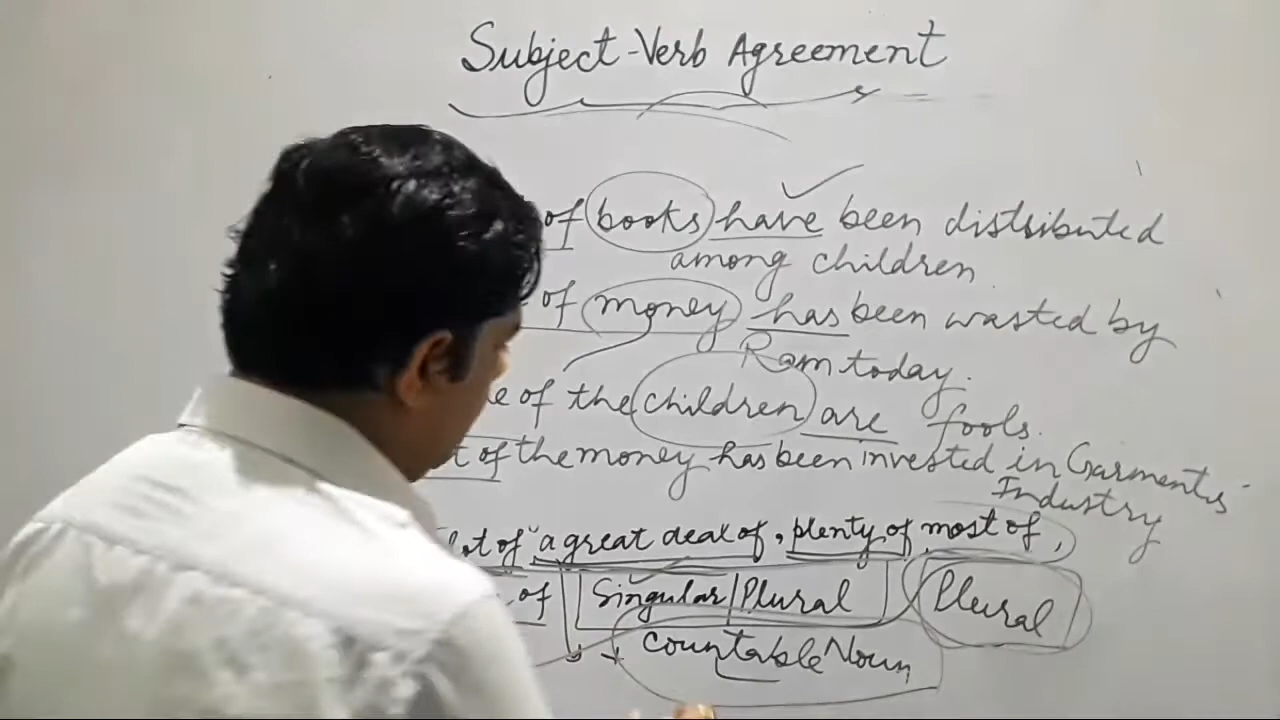 Subject-Verb Agreement
of books have been distributed
among children
of money has been wasted by
Ram today.
of the children are fools.
of the money has been invested in Garments
Industry
lot of a great deal of, plenty of most of,
of Singular/Plural Plural
countable Noun